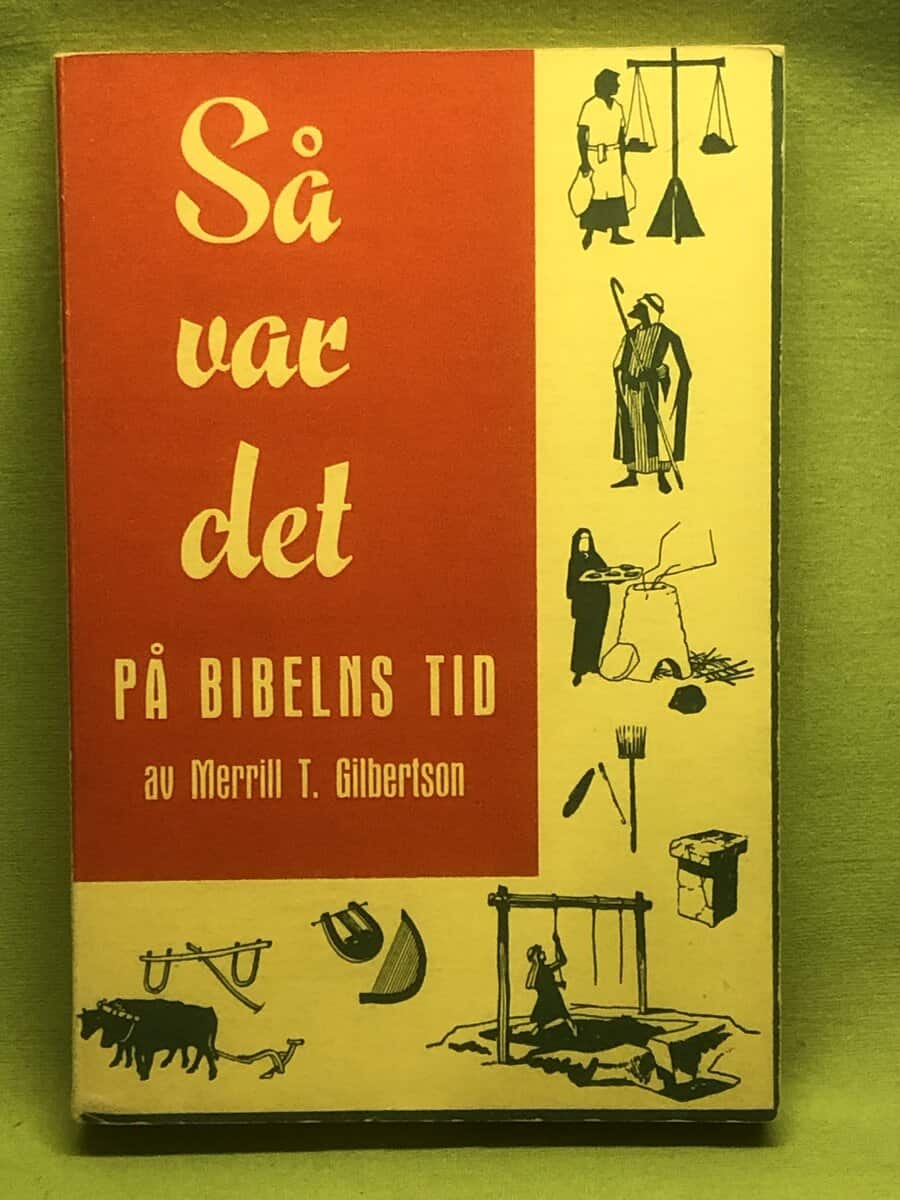 Så
var
det
PÅ BIBELNS TID
av Merrill T. Gilbertson